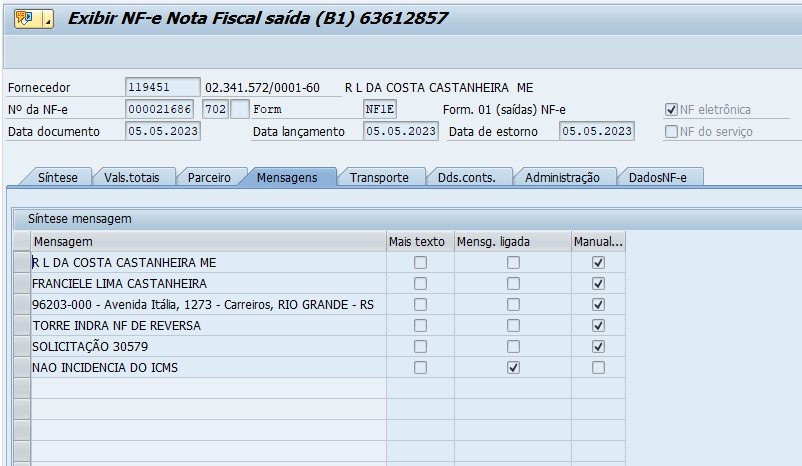 Exibir NF-e Nota Fiscal saída (B1) 63612857
Fornecedor 119451 02.341.572/0001-60 R L DA COSTA CASTANHEIRA ME
Nº da NF-e 000021686 702 Form NF1E Form. 01 (saídas) NF-e NF eletrônica
Data documento 05.05.2023 Data lançamento 05.05.2023 Data de estorno 05.05.2023 NF do serviço
Síntese Vals.totais Parceiro Mensagens Transporte Dds.conts. Administração DadosNF-e
Síntese mensagem
Mensagem Mais texto Mensg. ligada Manual...
R L DA COSTA CASTANHEIRA ME
FRANCIELE LIMA CASTANHEIRA
96203-000 - Avenida Itália, 1273 - Carreiros, RIO GRANDE - RS
TORRE INDRA NF DE REVERSA
SOLICITAÇÃO 30579
NAO INCIDENCIA DO ICMS